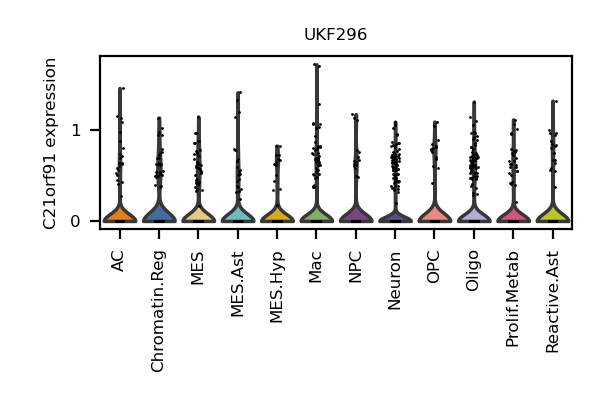 UKF296
C21orf91 expression
1
0
AC
Chromatin.Reg
MES
MES.Ast
MES.Hyp
Mac
NPC
Neuron
OPC
Oligo
Prolif.Metab
Reactive.Ast